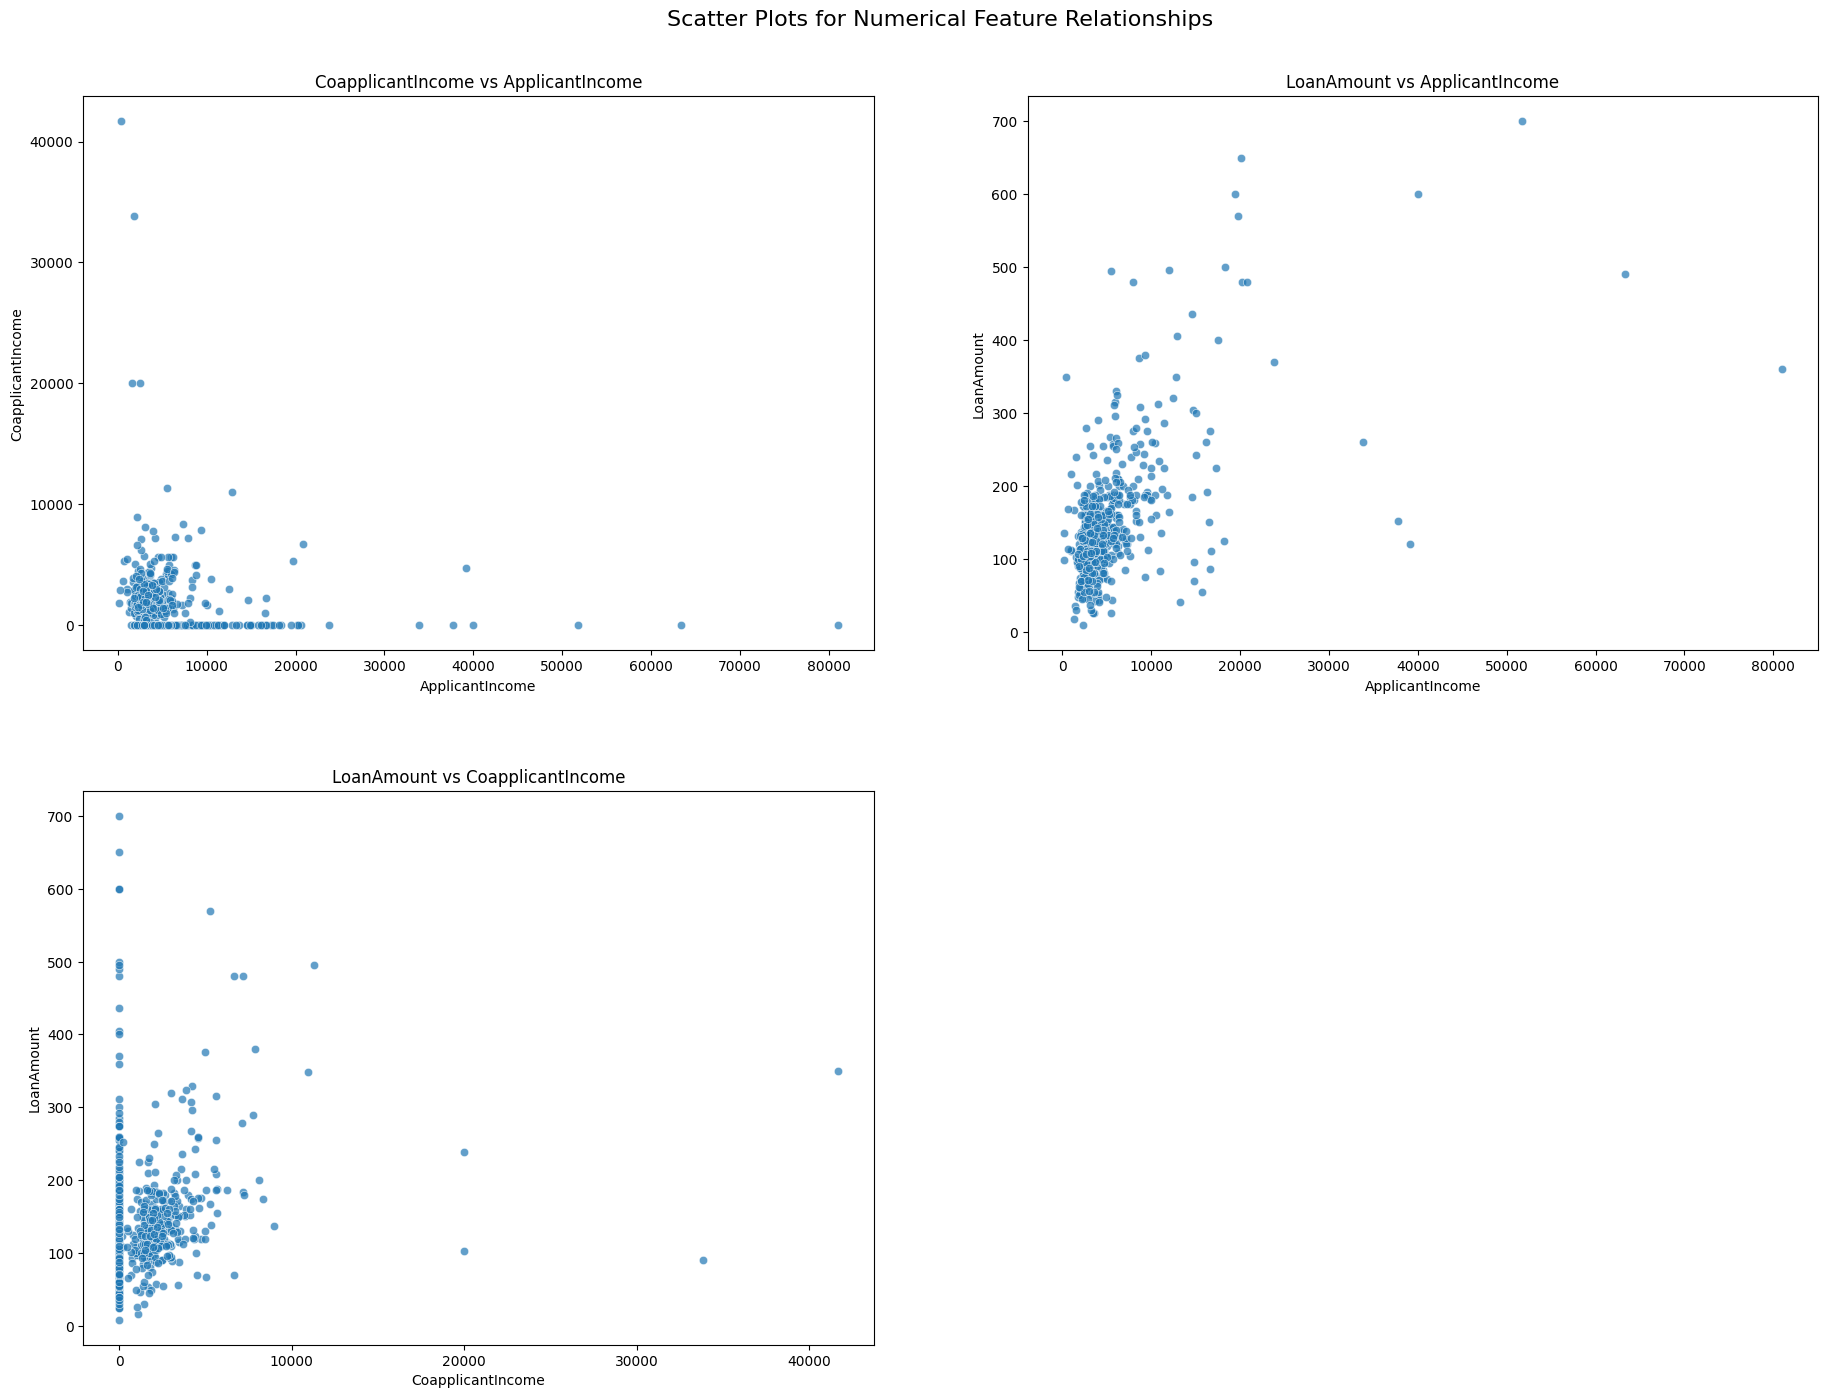 Scatter Plots for Numerical Feature Relationships
CoapplicantIncome vs ApplicantIncome
40000
30000
20000
10000
0
CoapplicantIncome
0 10000 20000 30000 40000 50000 60000 70000 80000
ApplicantIncome
LoanAmount vs ApplicantIncome
700
600
500
400
300
200
100
0
LoanAmount
0 10000 20000 30000 40000 50000 60000 70000 80000
ApplicantIncome
LoanAmount vs CoapplicantIncome
700
600
500
400
300
200
100
0
LoanAmount
0 10000 20000 30000 40000
CoapplicantIncome